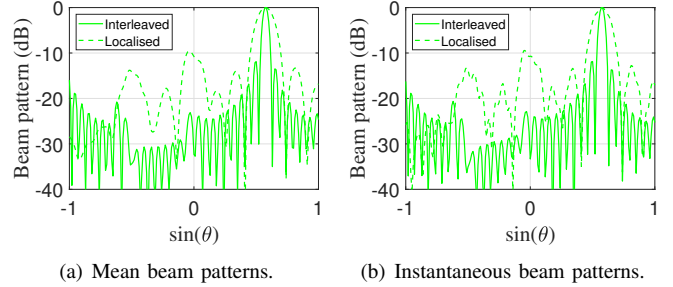 Beam pattern (dB)
0
-10
-20
-30
-40
Interleaved
Localised
-1
0
1
sin(θ)
(a) Mean beam patterns.
Beam pattern (dB)
0
-10
-20
-30
-40
Interleaved
Localised
-1
0
1
sin(θ)
(b) Instantaneous beam patterns.